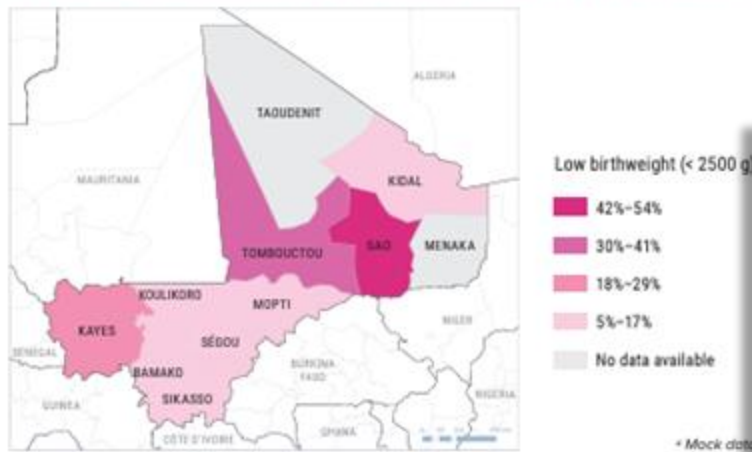 ALGERIA
TAOUDENIT
MAURITANIA
KIDAL
Low birthweight (< 2500 g)
42%–54%
30%–41%
18%–29%
5%–17%
No data available
TOMBOUCTOU
GAO
MENAKA
KOULIKORO
MOPTI
KAYES
SÉGOU
NIGER
SENEGAL
BAMAKO
BURKINA
FASO
SIKASSO
GUINEA
NIGERIA
CÔTE D'IVOIRE
GHANA
* Mock data